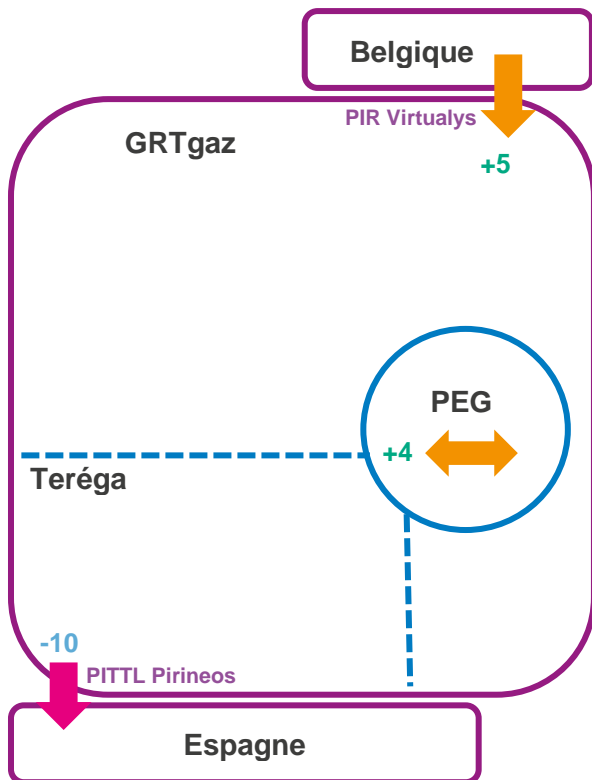 Belgique
PIR Virtualys
GRTgaz
+5
PEG
+4
Teréga
-10
PITTL Pirineos
Espagne